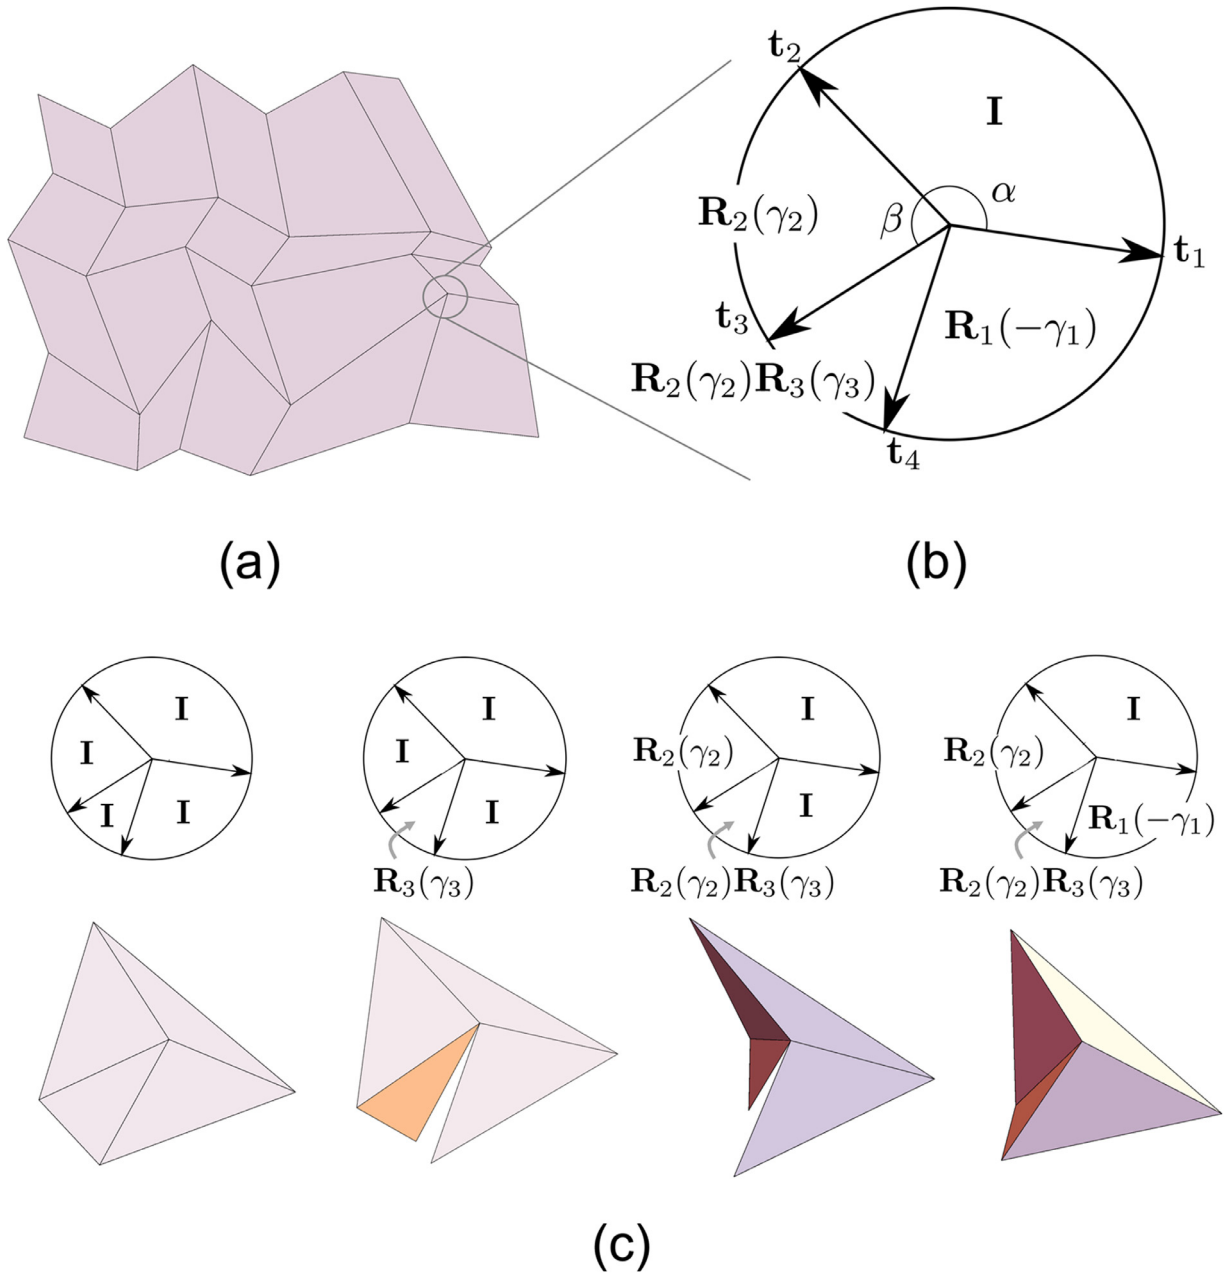 t₂
I
R₂(γ₂)
β
α
t₁
t₃
R₁(−γ₁)
R₂(γ₂)R₃(γ₃)
t₄
(a)
(b)
I
I
I
I
I
I
I
R₃(γ₃)
I
R₂(γ₂)
I
R₂(γ₂)R₃(γ₃)
I
R₂(γ₂)
R₁(−γ₁)
R₂(γ₂)R₃(γ₃)
(c)